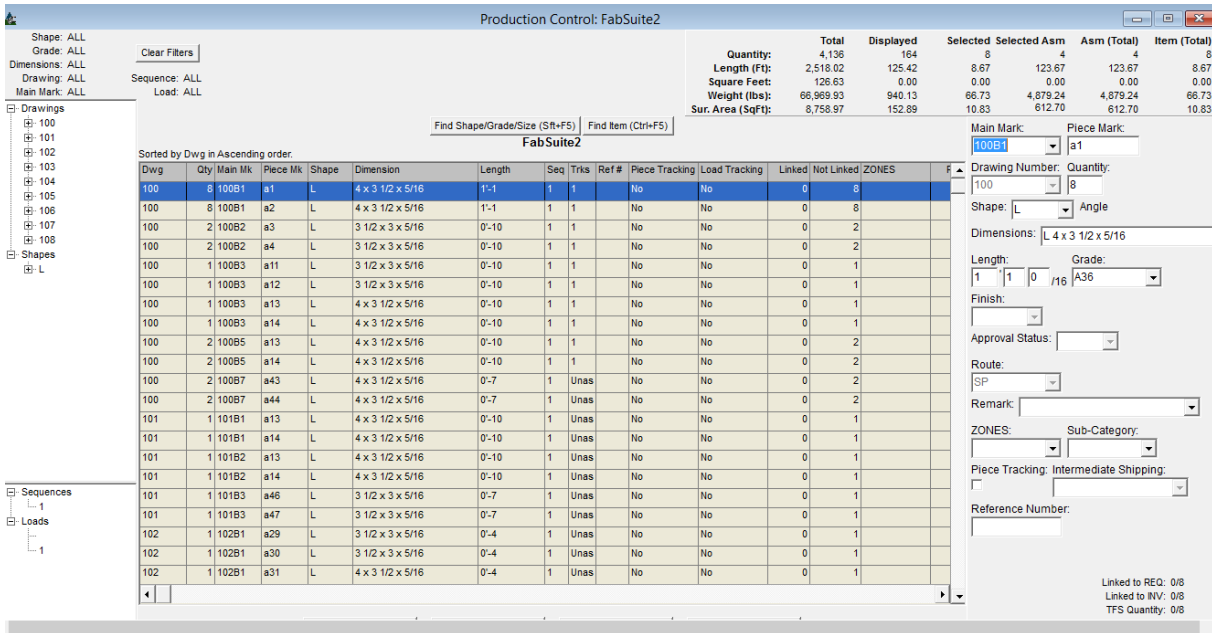 Production Control: FabSuite2
Shape: ALL
Grade: ALL
Dimensions: ALL
Drawing: ALL
Main Mark: ALL
Clear Filters
Sequence: ALL
Load: ALL
Total Displayed Selected Selected Asm Asm (Total) Item (Total)
Quantity: 4,136 164 8 4 4 8
Length (Ft): 2,518.02 125.42 8.67 123.67 123.67 8.67
Square Feet: 126.63 0.00 0.00 0.00 0.00 0.00
Weight (lbs): 66,969.93 940.13 66.73 4,879.24 4,879.24 66.73
Sur. Area (SqFt): 8,758.97 152.89 10.83 612.70 612.70 10.83
Drawings
100
101
102
103
104
105
106
107
108
Shapes
L
Sequences
1
Loads
1
Find Shape/Grade/Size (Sft+F5) Find Item (Ctrl+F5)
FabSuite2
Sorted by Dwg in Ascending order.
Dwg Qty Main Mk Piece Mk Shape Dimension Length Seq Trks Ref # Piece Tracking Load Tracking Linked Not Linked ZONES F
100 8 100B1 a1 L 4 x 3 1/2 x 5/16 1'-1 1 1 No No 0 8
100 8 100B1 a2 L 4 x 3 1/2 x 5/16 1'-1 1 1 No No 0 8
100 2 100B2 a3 L 3 1/2 x 3 x 5/16 0'-10 1 1 No No 0 2
100 2 100B2 a4 L 3 1/2 x 3 x 5/16 0'-10 1 1 No No 0 2
100 1 100B3 a11 L 3 1/2 x 3 x 5/16 0'-10 1 1 No No 0 1
100 1 100B3 a12 L 3 1/2 x 3 x 5/16 0'-10 1 1 No No 0 1
100 1 100B3 a13 L 4 x 3 1/2 x 5/16 0'-10 1 1 No No 0 1
100 1 100B3 a14 L 4 x 3 1/2 x 5/16 0'-10 1 1 No No 0 1
100 2 100B5 a13 L 4 x 3 1/2 x 5/16 0'-10 1 1 No No 0 2
100 2 100B5 a14 L 4 x 3 1/2 x 5/16 0'-10 1 1 No No 0 2
100 2 100B7 a43 L 4 x 3 1/2 x 5/16 0'-7 1 Unas No No 0 2
100 2 100B7 a44 L 4 x 3 1/2 x 5/16 0'-7 1 Unas No No 0 2
101 1 101B1 a13 L 4 x 3 1/2 x 5/16 0'-10 1 Unas No No 0 1
101 1 101B1 a14 L 4 x 3 1/2 x 5/16 0'-10 1 Unas No No 0 1
101 1 101B2 a13 L 4 x 3 1/2 x 5/16 0'-10 1 Unas No No 0 1
101 1 101B2 a14 L 4 x 3 1/2 x 5/16 0'-10 1 Unas No No 0 1
101 1 101B3 a46 L 3 1/2 x 3 x 5/16 0'-7 1 Unas No No 0 1
101 1 101B3 a47 L 3 1/2 x 3 x 5/16 0'-7 1 Unas No No 0 1
102 1 102B1 a29 L 3 1/2 x 3 x 5/16 0'-4 1 Unas No No 0 1
102 1 102B1 a30 L 3 1/2 x 3 x 5/16 0'-4 1 Unas No No 0 1
102 1 102B1 a31 L 4 x 3 1/2 x 5/16 0'-4 1 Unas No No 0 1
Main Mark: Piece Mark:
100B1 a1
Drawing Number: Quantity:
100 8
Shape: L Angle
Dimensions: L 4 x 3 1/2 x 5/16
Length: Grade:
1 ' 1 0 /16 A36
Finish:
Approval Status:
Route:
SP
Remark:
ZONES: Sub-Category:
Piece Tracking: Intermediate Shipping:
Reference Number:
Linked to REQ: 0/8
Linked to INV: 0/8
TFS Quantity: 0/8